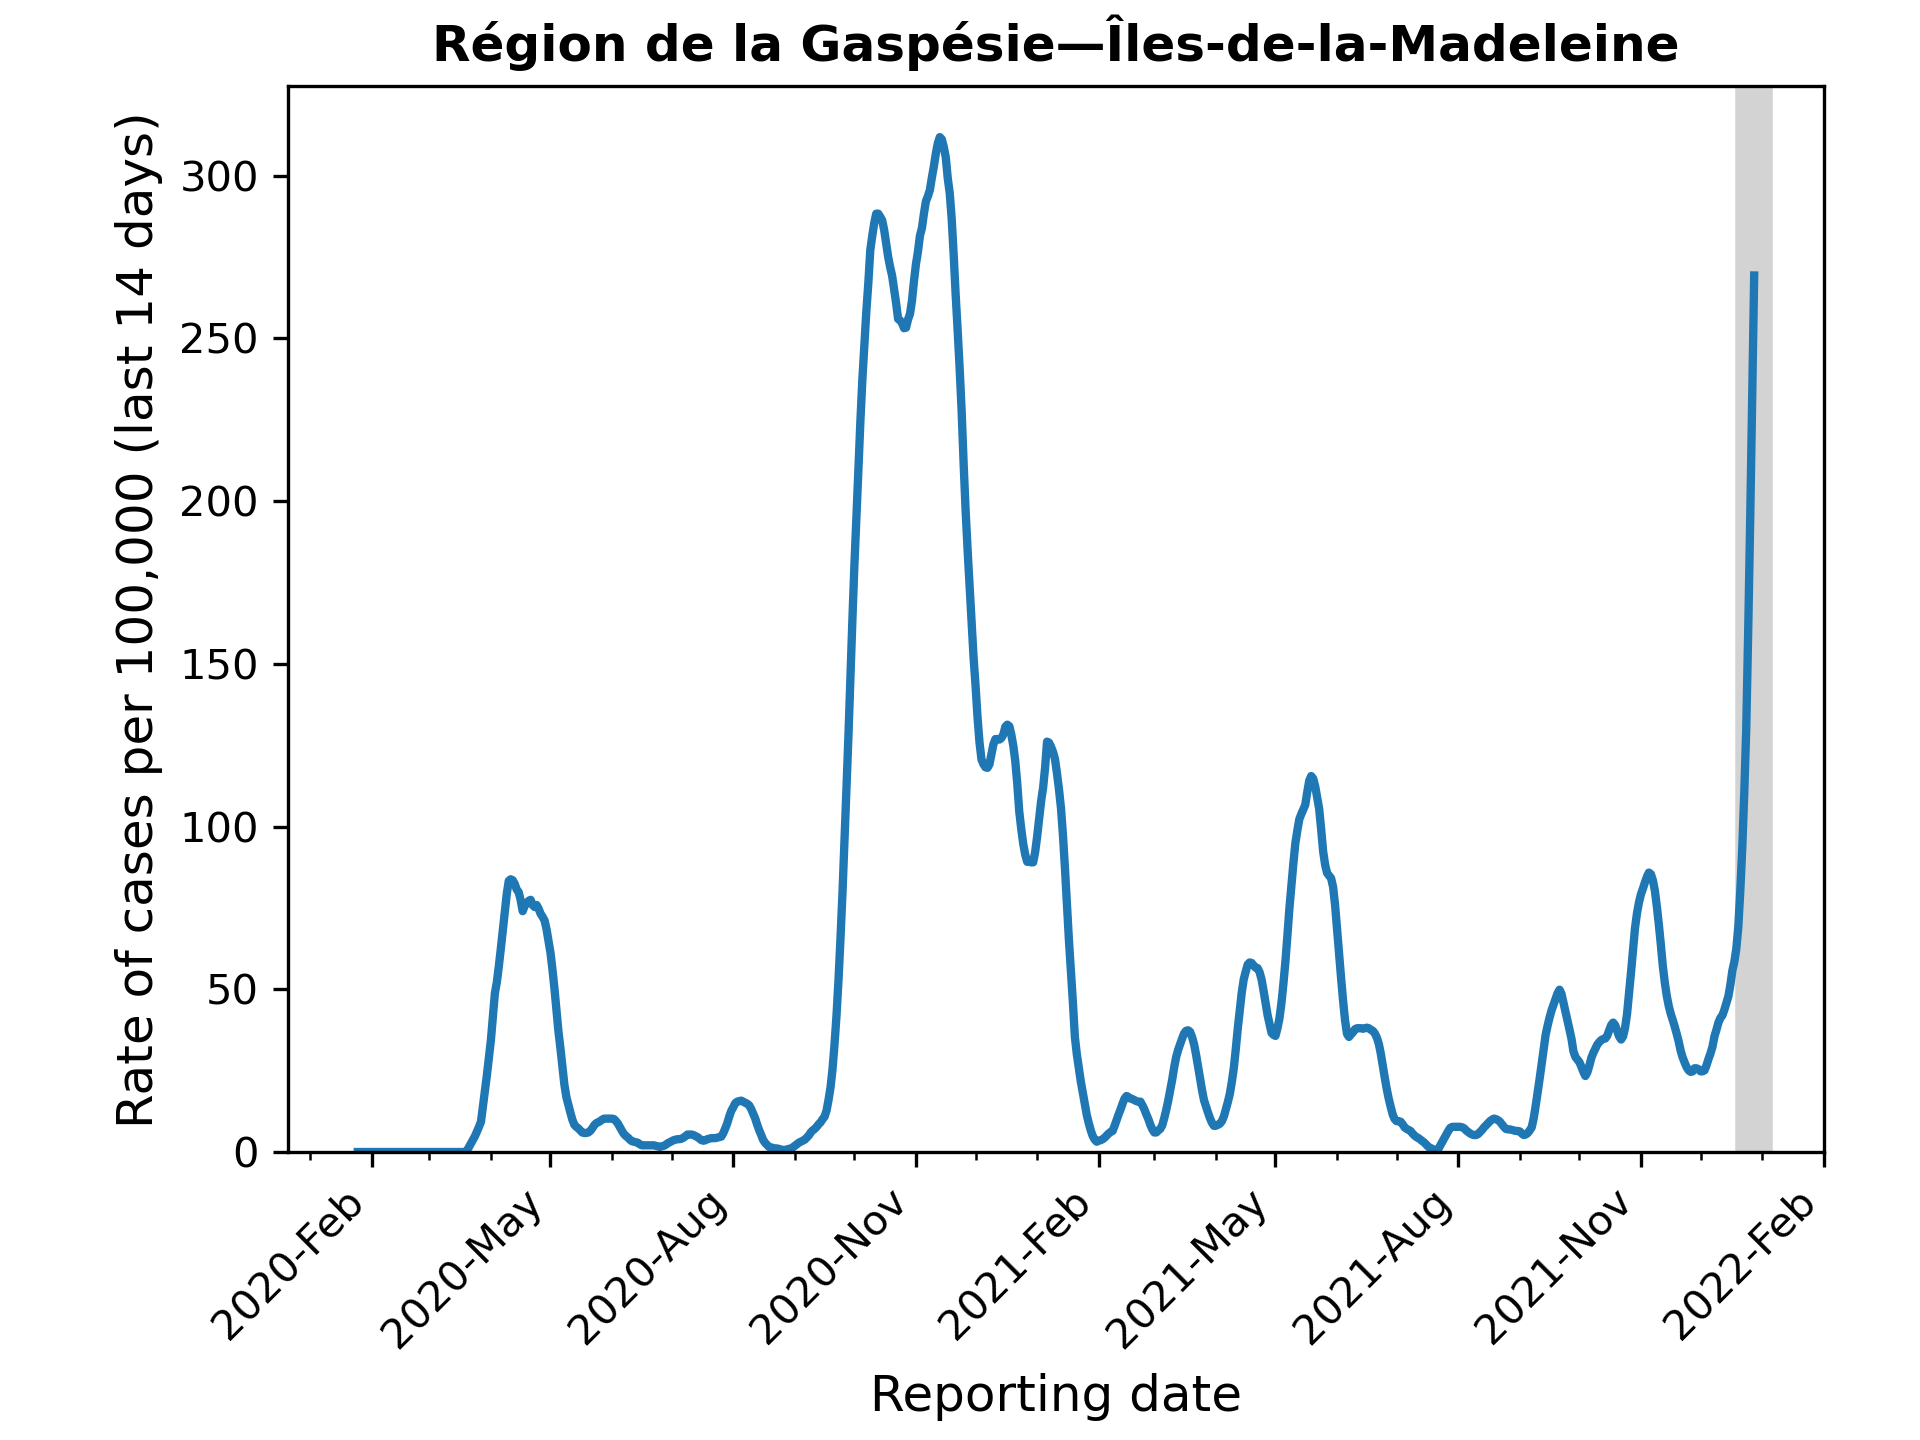 Région de la Gaspésie—Îles-de-la-Madeleine
Rate of cases per 100,000 (last 14 days)
300
250
200
150
100
50
0
2020-Feb
2020-May
2020-Aug
2020-Nov
2021-Feb
2021-May
2021-Aug
2021-Nov
2022-Feb
Reporting date